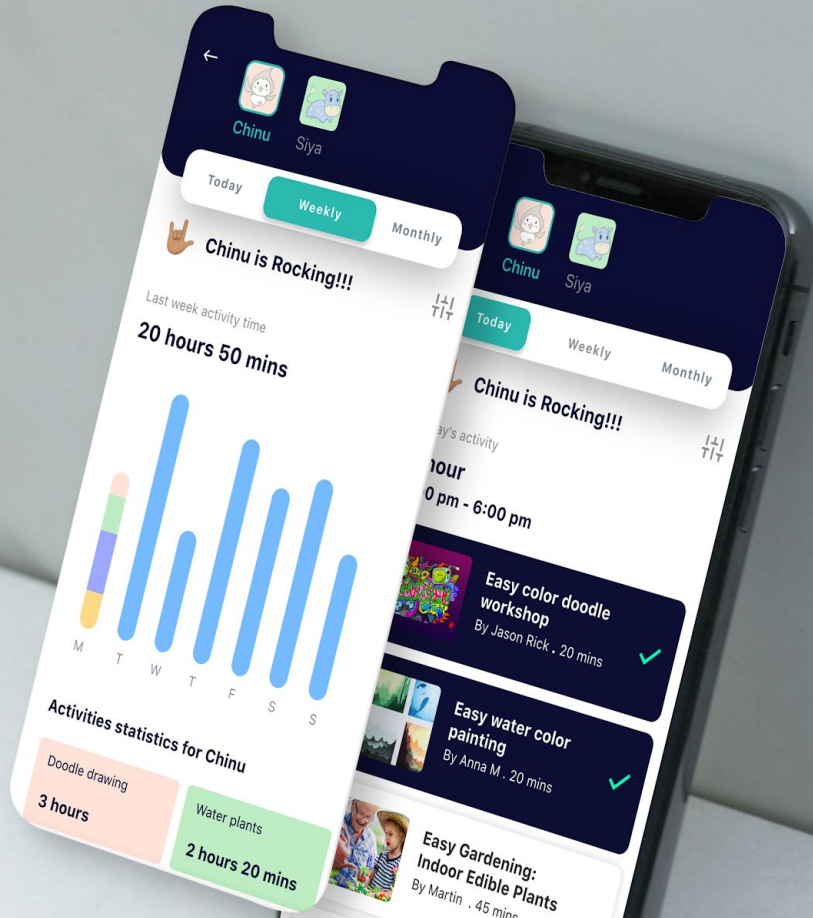 Chinu
Siya
Today
Weekly
Monthly
Chinu is Rocking!!!
Last week activity time
20 hours 50 mins
M
T
W
T
F
S
S
Activities statistics for Chinu
Doodle drawing
3 hours
Water plants
2 hours 20 mins
Chinu
Siya
Today
Weekly
Monthly
Chinu is Rocking!!!
activity
pm - 6:00 pm
Easy color doodle
workshop
By Jason Rick . 20 mins
Easy water color
painting
By Anna M . 20 mins
Easy Gardening:
Indoor Edible Plants
By Martin . 45 mins